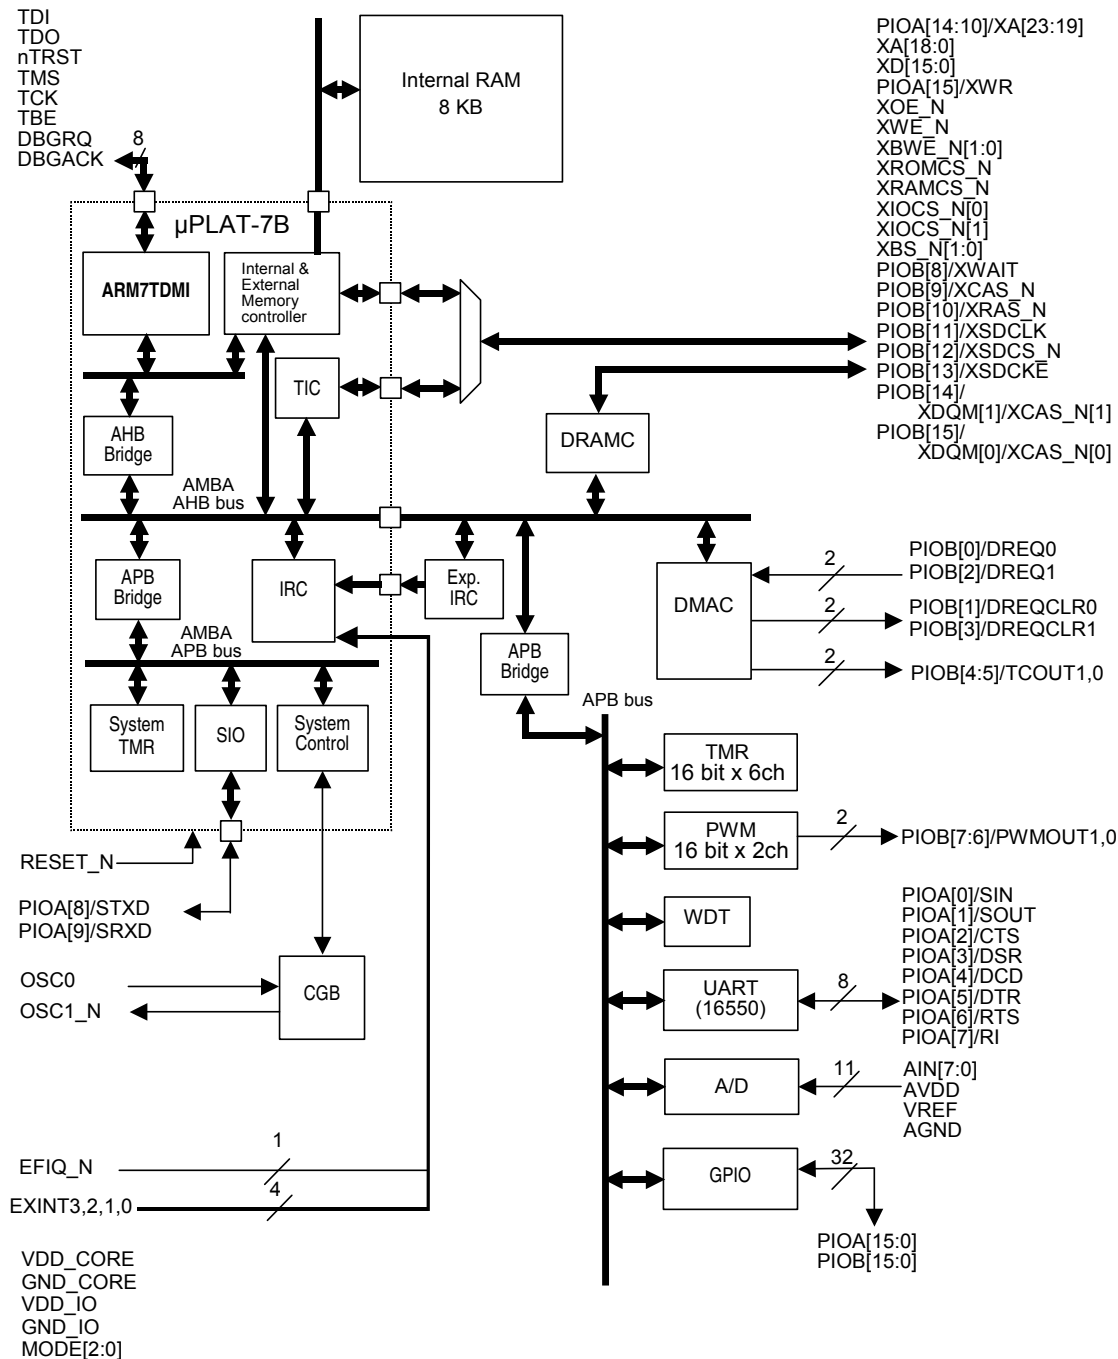 TDI
TDO
nTRST
TMS
TCK
TBE
DBGRQ
DBGACK
8
Internal RAM
8 KB
PIOA[14:10]/XA[23:19]
XA[18:0]
XD[15:0]
PIOA[15]/XWR
XOE_N
XWE_N
XBWE_N[1:0]
XROMCS_N
XRAMCS_N
XIOCS_N[0]
XIOCS_N[1]
XBS_N[1:0]
PIOB[8]/XWAIT
PIOB[9]/XCAS_N
PIOB[10]/XRAS_N
PIOB[11]/XSDCLK
PIOB[12]/XSDCS_N
PIOB[13]/XSDCKE
PIOB[14]/
XDQM[1]/XCAS_N[1]
PIOB[15]/
XDQM[0]/XCAS_N[0]
µPLAT-7B
ARM7TDMI
Internal &
External
Memory
controller
TIC
AHB
Bridge
DRAMC
AMBA
AHB bus
APB
Bridge
IRC
Exp.
IRC
APB
Bridge
DMAC
2
PIOB[0]/DREQ0
PIOB[2]/DREQ1
2
PIOB[1]/DREQCLR0
PIOB[3]/DREQCLR1
2
PIOB[4:5]/TCOUT1,0
AMBA
APB bus
System
TMR
SIO
System
Control
APB bus
TMR
16 bit x 6ch
PWM
16 bit x 2ch
2
PIOB[7:6]/PWMOUT1,0
WDT
UART
(16550)
8
PIOA[0]/SIN
PIOA[1]/SOUT
PIOA[2]/CTS
PIOA[3]/DSR
PIOA[4]/DCD
PIOA[5]/DTR
PIOA[6]/RTS
PIOA[7]/RI
A/D
11
AIN[7:0]
AVDD
VREF
AGND
GPIO
32
PIOA[15:0]
PIOB[15:0]
RESET_N
PIOA[8]/STXD
PIOA[9]/SRXD
OSC0
OSC1_N
CGB
EFIQ_N
1
EXINT3,2,1,0
4
VDD_CORE
GND_CORE
VDD_IO
GND_IO
MODE[2:0]